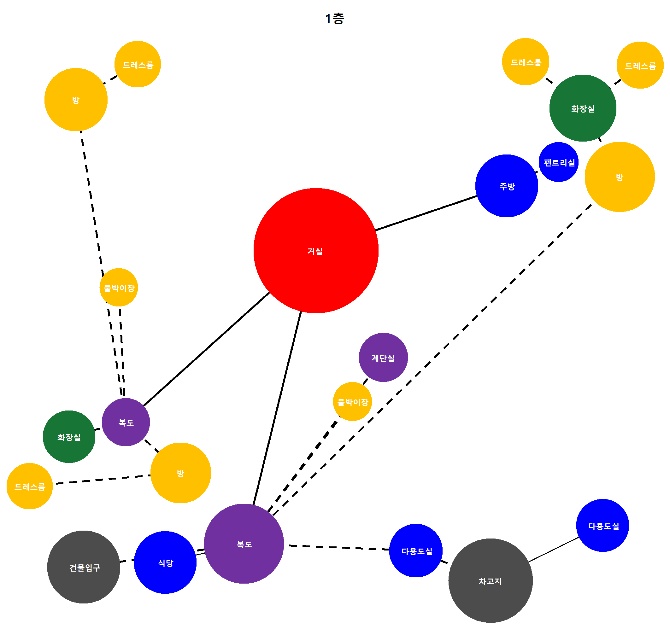 1층
드레스룸
드레스룸
드레스룸
방
화장실
팬트리실
방
주방
거실
붙박이장
계단실
붙박이장
복도
화장실
방
드레스룸
다용도실
복도
다용도실
식당
건물입구
차고지